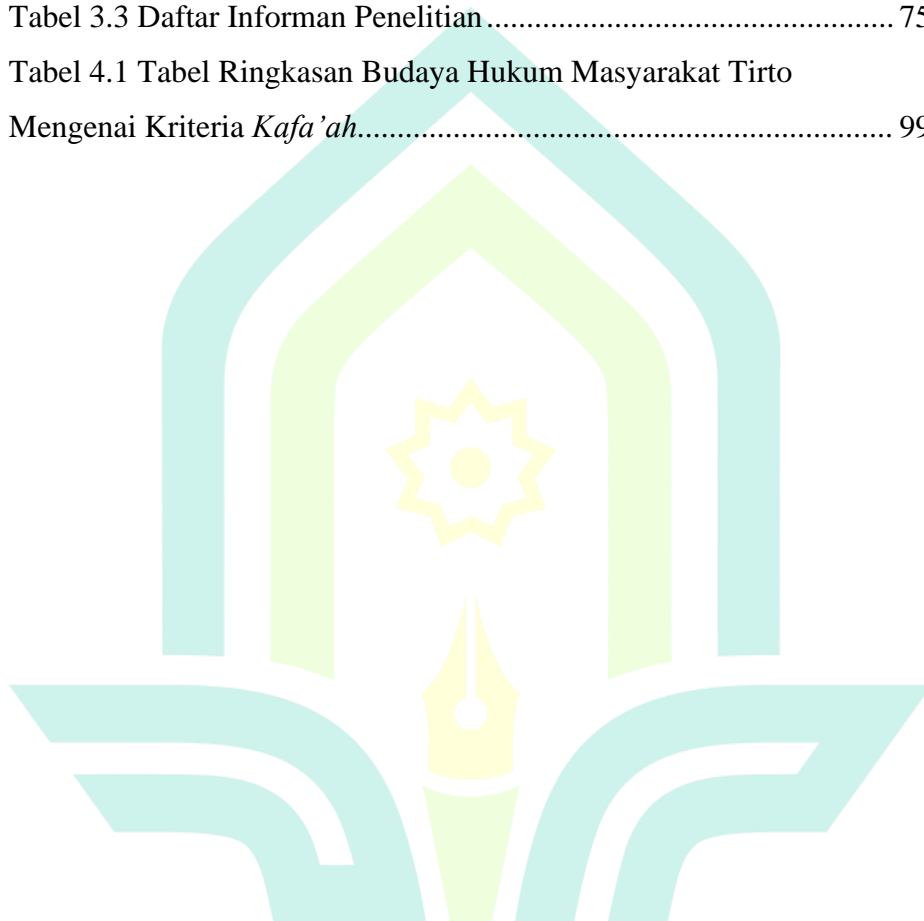 Tabel 3.3 Daftar Informan Penelitian.................................................... 75
Tabel 4.1 Tabel Ringkasan Budaya Hukum Masyarakat Tirto
Mengenai Kriteria Kafa’ah.................................................................... 99